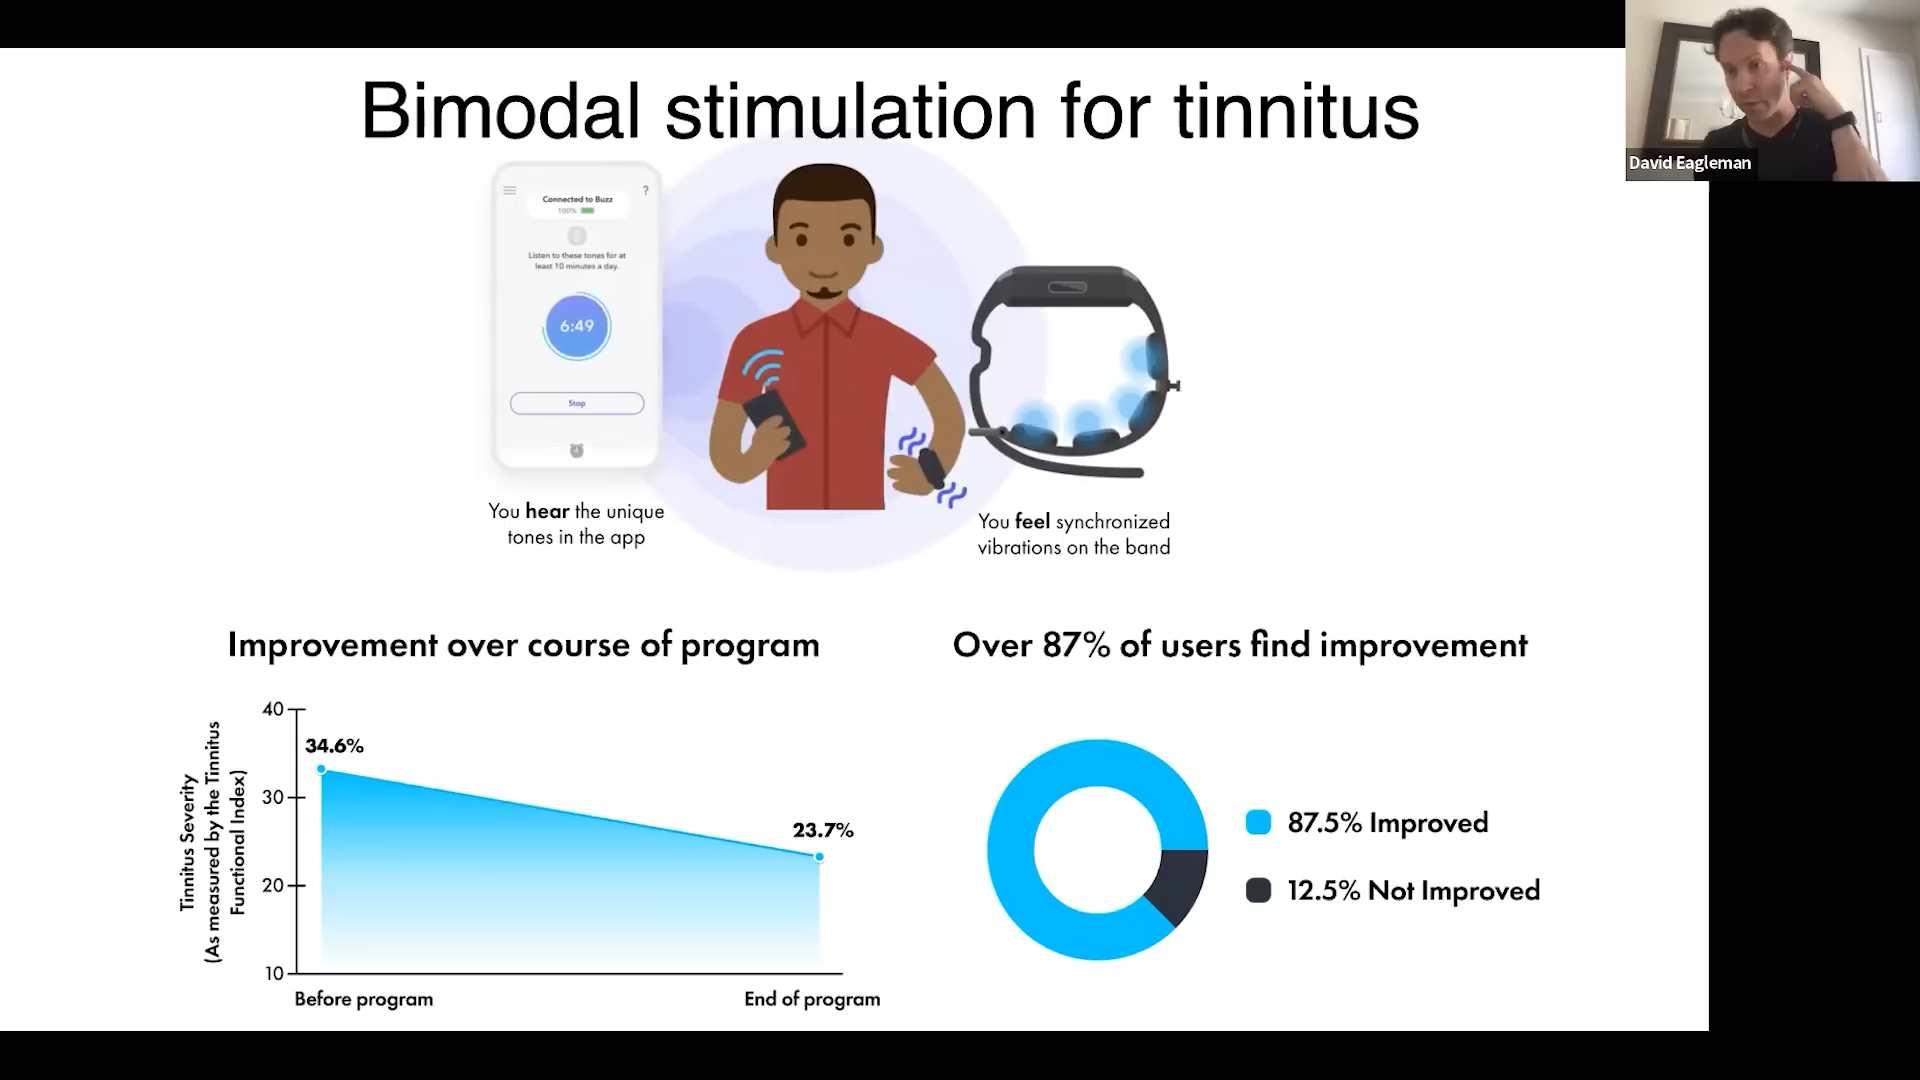 Bimodal stimulation for tinnitus
David Eagleman
?
Connected to Buzz
100%
Listen to these tones for at
least 10 minutes a day.
6:49
Stop
You hear the unique
tones in the app
You feel synchronized
vibrations on the band
Improvement over course of program
Tinnitus Severity
(As measured by the Tinnitus
Functional Index)
40
30
20
10
34.6%
23.7%
Before program
End of program
Over 87% of users find improvement
87.5% Improved
12.5% Not Improved